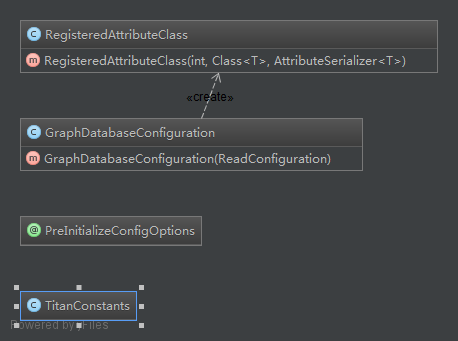 C RegisteredAttributeClass
m RegisteredAttributeClass(int, Class<T>, AttributeSerializer<T>)
«create»
C GraphDatabaseConfiguration
m GraphDatabaseConfiguration(ReadConfiguration)
@ PreInitializeConfigOptions
C TitanConstants
Powered by yFiles